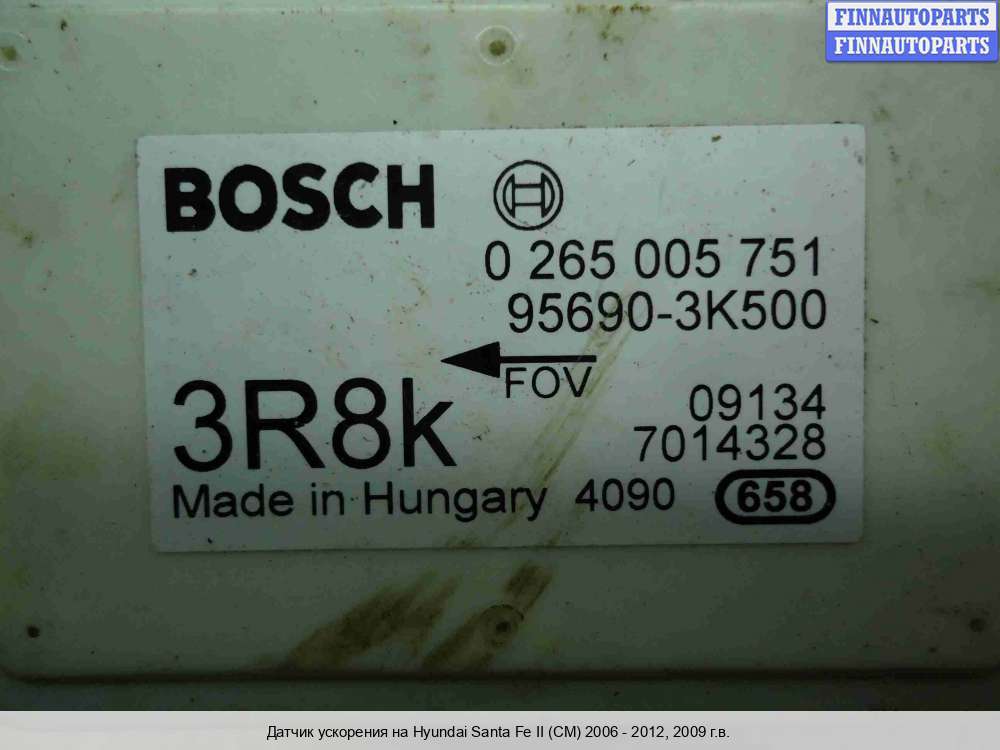 FINNAUTOPARTS
FINNAUTOPARTS
BOSCH
0 265 005 751
95690-3K500
FOV
3R8k
09134
7014328
Made in Hungary 4090 658
Датчик ускорения на Hyundai Santa Fe II (CM) 2006 - 2012, 2009 г.в.